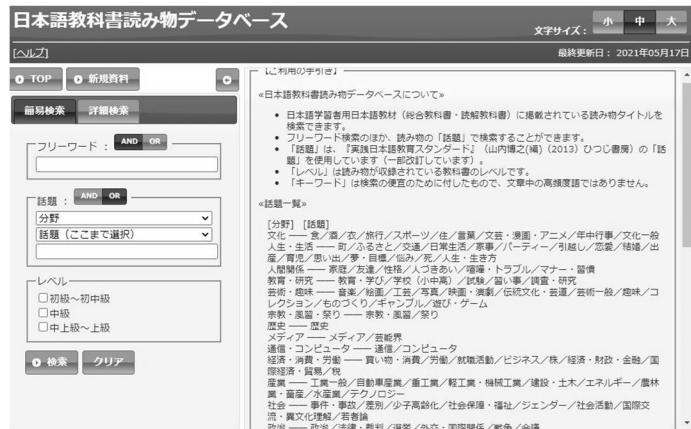 日本語教科書読み物データベース
文字サイズ： 小 中 大
[ヘルプ]
最終更新日： 2021年05月17日
TOP 新規資料
簡易検索 詳細検索
フリーワード ： AND OR
話題 ： AND OR
分野
話題（ここまで選択）
レベル
初級～初中級
中級
中上級～上級
検索 クリア
【ご利用の手引き】
≪日本語教科書読み物データベースについて≫
• 日本語学習者用日本語教材（総合教科書・読解教科書）に掲載されている読み物タイトルを
検索できます。
• フリーワード検索のほか、読み物の「話題」で検索することができます。
• 「話題」は、『実践日本語教育スタンダード』（山内博之(編)（2013）ひつじ書房）の「話
題」を使用しています（一部改訂しています）。
• 「レベル」は読み物が収録されている教科書のレベルです。
• 「キーワード」は検索の便宜のために付したもので、文章中の高頻度語ではありません。
≪話題一覧≫
[分野] [話題]
文化 ―― 食／酒／衣／旅行／スポーツ／住／言葉／文芸・漫画・アニメ／年中行事／文化一般
人生・生活 ―― 町／ふるさと／交通／日常生活／家事／パーティー／引越し／恋愛／結婚／出
産／育児／思い出／夢・目標／悩み／死／人生・生き方
人間関係 ―― 家庭／友達／性格／人づきあい／喧嘩・トラブル／マナー・習慣
教育・研究 ―― 教育・学び／学校（小中高）／試験／習い事／調査・研究
芸術・趣味 ―― 音楽／絵画／工芸／写真／映画・演劇／伝統文化・芸道／芸術一般／趣味／コ
レクション／ものづくり／ギャンブル／遊び・ゲーム
宗教・風習・祭り ―― 宗教・風習／祭り
歴史 ―― 歴史
メディア ―― メディア／芸能界
通信・コンピュータ ―― 通信／コンピュータ
経済・消費・労働 ―― 買い物・消費／労働／就職活動／ビジネス／株／経済・財政・金融／国
際経済・貿易／税
産業 ―― 工業一般／自動車産業／重工業／軽工業・機械工業／建設・土木／エネルギー／農林
業・畜産／水産業／テクノロジー
社会 ―― 事件・事故／差別／少子高齢化／社会保障・福祉／ジェンダー／社会活動／国際交
流・異文化理解／若者論
政治 ―― 政治／法律・裁判／選挙／外交・国際関係／戦争／会議